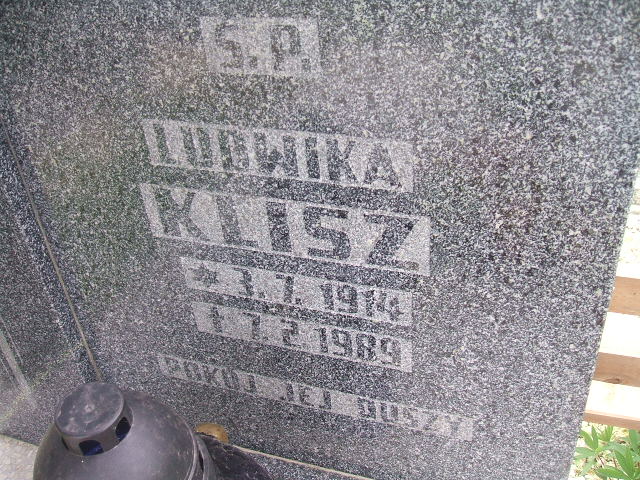 Ś.P.
LUDWIKA
KLISZ
* 3.7.1914
† 7.2.1989
POKÓJ JEJ DUSZY